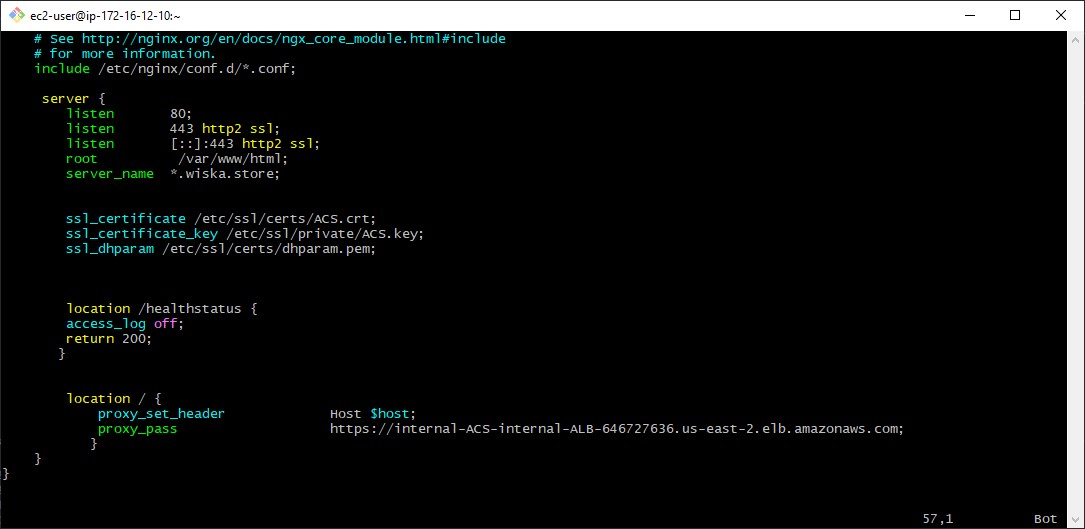 ec2-user@ip-172-16-12-10:~
# See http://nginx.org/en/docs/ngx_core_module.html#include
# for more information.
include /etc/nginx/conf.d/*.conf;
server {
listen 80;
listen 443 http2 ssl;
listen [::]:443 http2 ssl;
root /var/www/html;
server_name *.wiska.store;
ssl_certificate /etc/ssl/certs/ACS.crt;
ssl_certificate_key /etc/ssl/private/ACS.key;
ssl_dhparam /etc/ssl/certs/dhparam.pem;
location /healthstatus {
access_log off;
return 200;
}
location / {
proxy_set_header Host $host;
proxy_pass https://internal-ACS-internal-ALB-646727636.us-east-2.elb.amazonaws.com;
}
}
}
57,1 Bot